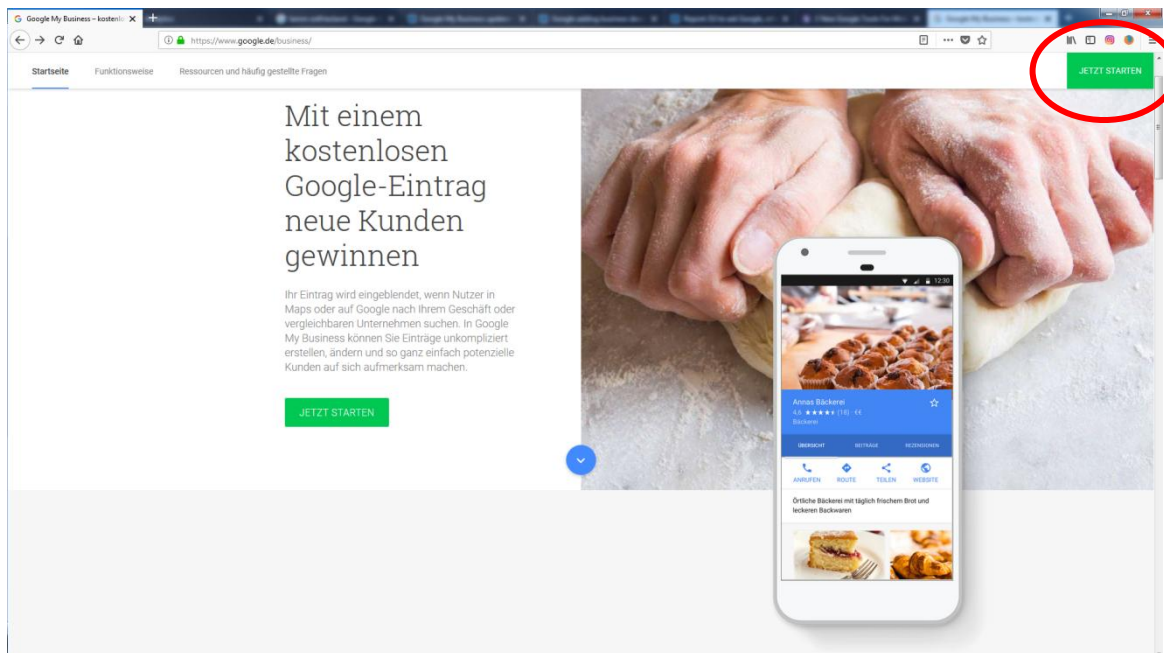 Google My Business – kostenlo
https://www.google.de/business/
Startseite Funktionsweise Ressourcen und häufig gestellte Fragen JETZT STARTEN
Mit einem
kostenlosen
Google-Eintrag
neue Kunden
gewinnen
Ihr Eintrag wird eingeblendet, wenn Nutzer in
Maps oder auf Google nach Ihrem Geschäft oder
vergleichbaren Unternehmen suchen. In Google
My Business können Sie Einträge unkompliziert
erstellen, ändern und so ganz einfach potenzielle
Kunden auf sich aufmerksam machen.
JETZT STARTEN
12:30
Annas Bäckerei
4,6 ★★★★★ (18) · €€
Bäckerei
ÜBERSICHT BEITRÄGE REZENSIONEN
ANRUFEN ROUTE TEILEN WEBSITE
Örtliche Bäckerei mit täglich frischem Brot und
leckeren Backwaren